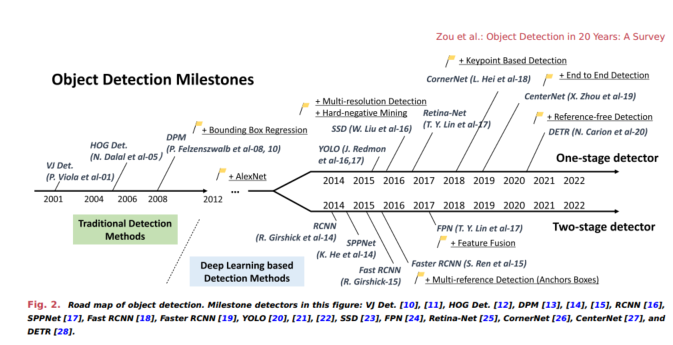 Zou et al.: Object Detection in 20 Years: A Survey
Object Detection Milestones
+ Keypoint Based Detection
CornerNet (L. Hei et al-18)
+ End to End Detection
CenterNet (X. Zhou et al-19)
+ Multi-resolution Detection
+ Hard-negative Mining
Retina-Net
(T. Y. Lin et al-17)
+ Reference-free Detection
DETR (N. Carion et al-20)
+ Bounding Box Regression
SSD (W. Liu et al-16)
DPM
(P. Felzenszwalb et al-08, 10)
HOG Det.
(N. Dalal et al-05)
YOLO (J. Redmon
et al-16,17)
One-stage detector
VJ Det.
(P. Viola et al-01)
+ AlexNet
2014 2015 2016 2017 2018 2019 2020 2021 2022
2001 2004 2006 2008 2012 ...
2014 2015 2016 2017 2018 2019 2020 2021 2022
Traditional Detection
Methods
Two-stage detector
RCNN
(R. Girshick et al-14)
FPN (T. Y. Lin et al-17)
+ Feature Fusion
SPPNet
(K. He et al-14)
Deep Learning based
Detection Methods
Fast RCNN
(R. Girshick-15)
Faster RCNN (S. Ren et al-15)
+ Multi-reference Detection (Anchors Boxes)
Fig. 2. Road map of object detection. Milestone detectors in this figure: VJ Det. [10], [11], HOG Det. [12], DPM [13], [14], [15], RCNN [16],
SPPNet [17], Fast RCNN [18], Faster RCNN [19], YOLO [20], [21], [22], SSD [23], FPN [24], Retina-Net [25], CornerNet [26], CenterNet [27], and
DETR [28].